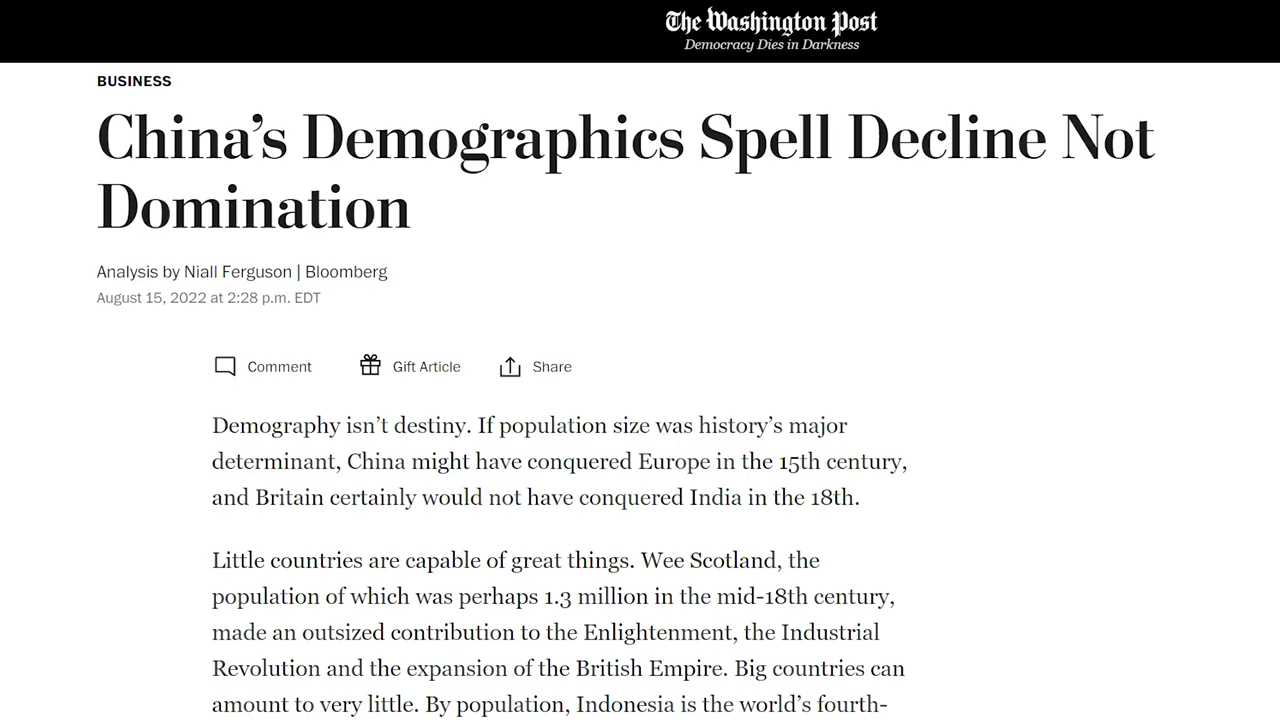 The Washington Post
Democracy Dies in Darkness
BUSINESS
China’s Demographics Spell Decline Not
Domination
Analysis by Niall Ferguson | Bloomberg
August 15, 2022 at 2:28 p.m. EDT
Comment Gift Article Share
Demography isn’t destiny. If population size was history’s major
determinant, China might have conquered Europe in the 15th century,
and Britain certainly would not have conquered India in the 18th.
Little countries are capable of great things. Wee Scotland, the
population of which was perhaps 1.3 million in the mid-18th century,
made an outsized contribution to the Enlightenment, the Industrial
Revolution and the expansion of the British Empire. Big countries can
amount to very little. By population, Indonesia is the world’s fourth-